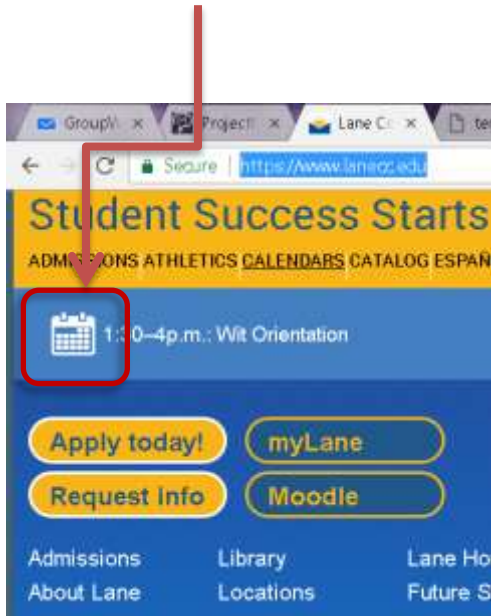 GroupW Project Lane C te
Secure https://www.lanecc.edu
Student Success Starts
ADMISSIONS ATHLETICS CALENDARS CATALOG ESPAÑ
1:30–4p.m.: Wit Orientation
Apply today! myLane
Request info Moodle
Admissions Library Lane Ho
About Lane Locations Future S